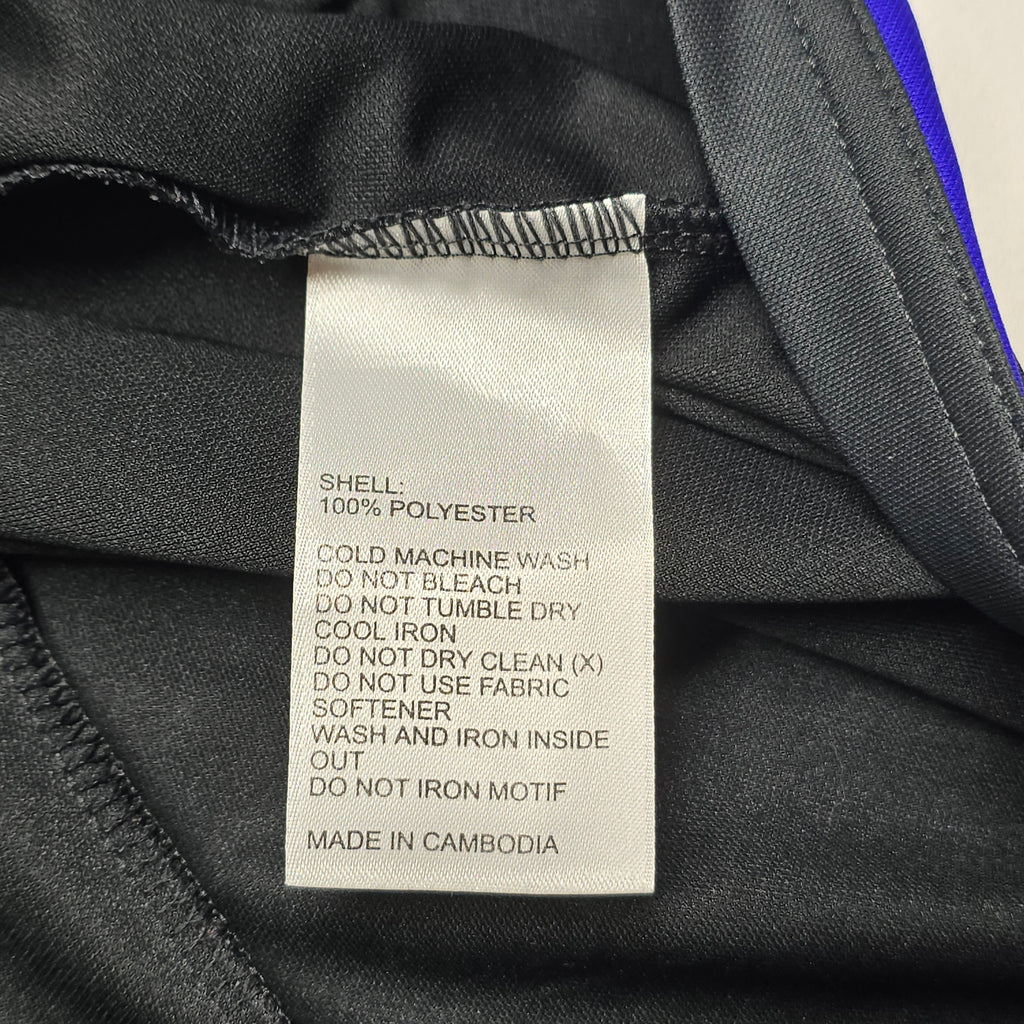 SHELL:
100% POLYESTER
COLD MACHINE WASH
DO NOT BLEACH
DO NOT TUMBLE DRY
COOL IRON
DO NOT DRY CLEAN (X)
DO NOT USE FABRIC
SOFTENER
WASH AND IRON INSIDE
OUT
DO NOT IRON MOTIF
MADE IN CAMBODIA